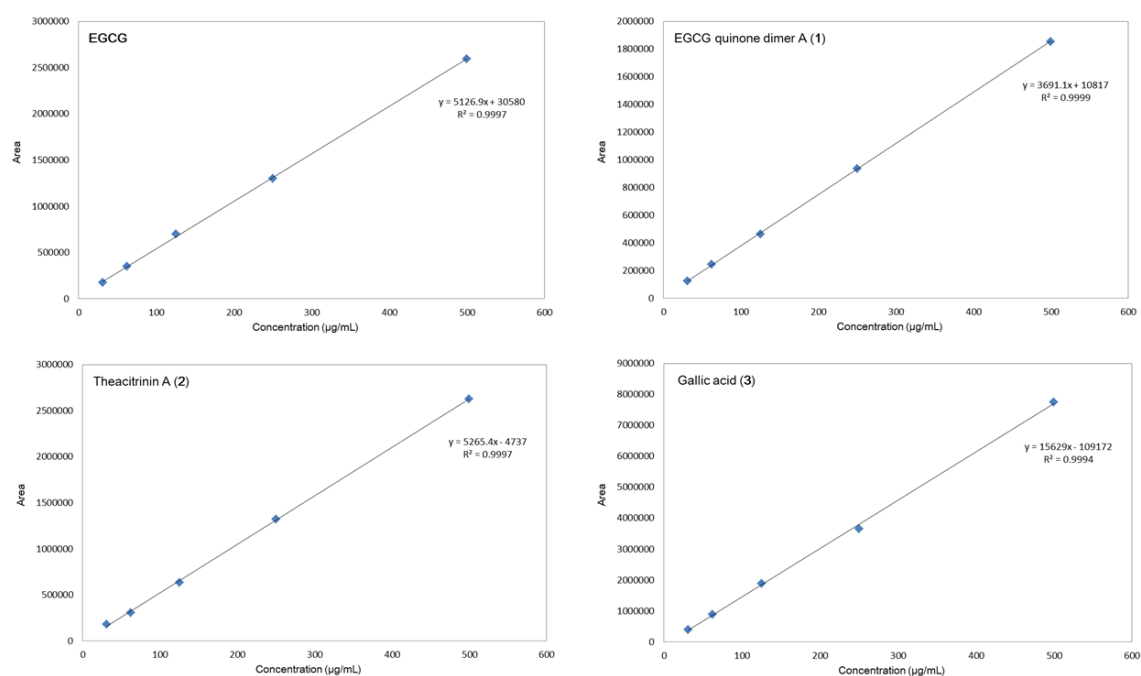 EGCG
3000000
2500000
2000000
1500000
1000000
500000
0
Area
y = 5126.9x + 30580
R² = 0.9997
0 100 200 300 400 500 600
Concentration (µg/mL)
EGCG quinone dimer A (1)
2000000
1800000
1600000
1400000
1200000
1000000
800000
600000
400000
200000
0
Area
y = 3691.1x + 10817
R² = 0.9999
0 100 200 300 400 500 600
Concentration (µg/mL)
Theacitrinin A (2)
3000000
2500000
2000000
1500000
1000000
500000
0
Area
y = 5265.4x - 4737
R² = 0.9997
0 100 200 300 400 500 600
Concentration (µg/mL)
Gallic acid (3)
9000000
8000000
7000000
6000000
5000000
4000000
3000000
2000000
1000000
0
Area
y = 15629x - 109172
R² = 0.9994
0 100 200 300 400 500 600
Concentration (µg/mL)